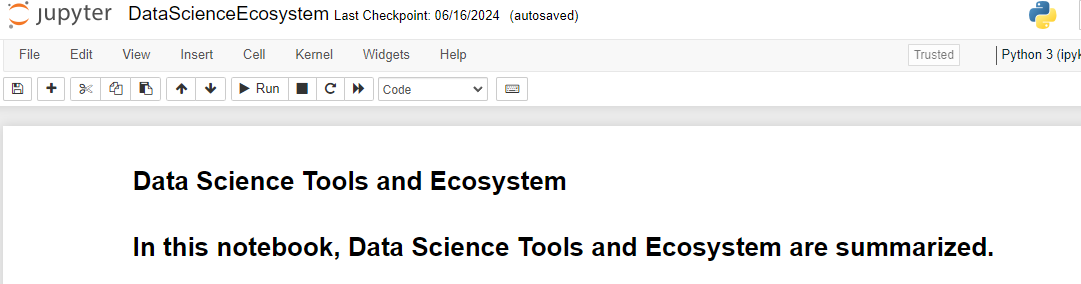 jupyter DataScienceEcosystem Last Checkpoint: 06/16/2024 (autosaved)
File Edit View Insert Cell Kernel Widgets Help Trusted Python 3 (ipyk
Run Code
Data Science Tools and Ecosystem
In this notebook, Data Science Tools and Ecosystem are summarized.